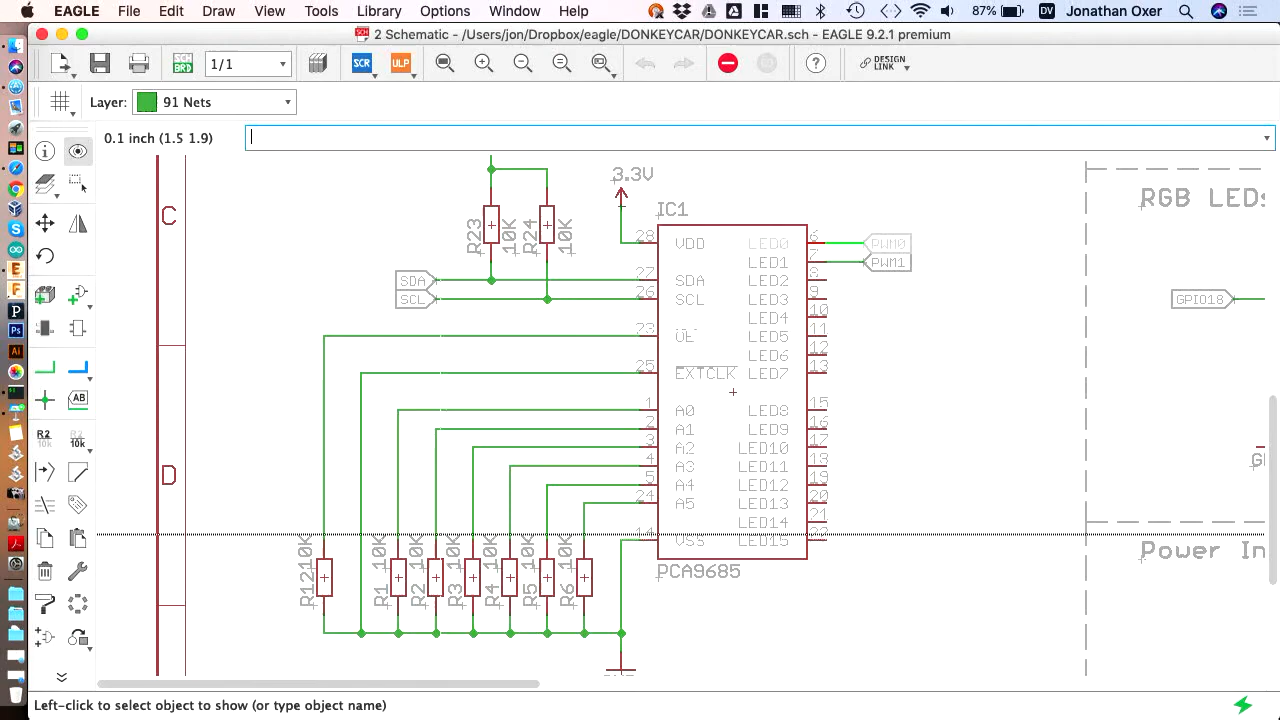 EAGLE File Edit Draw View Tools Library Options Window Help 87% DV Jonathan Oxer
2 Schematic - /Users/jon/Dropbox/eagle/DONKEYCAR/DONKEYCAR.sch - EAGLE 9.2.1 premium
SCH BRD 1/1 SCR ULP DESIGN LINK
Layer: 91 Nets
0.1 inch (1.5 1.9)
C
D
R2 10k
R2 10k
3.3V
IC1
RGB LEDs
R23 10K R24 10K
28 VDD LED0 6 PWM0
LED1 7 PWM1
SDA 27 SDA LED2 8
SCL 26 SCL LED3 9 GPIO18
LED4 10
23 OE LED5 11
LED6 12
25 EXTCLK LED7 13
1 A0 LED8 15
2 A1 LED9 16
3 A2 LED10 17
4 A3 LED11 18
5 A4 LED12 19
24 A5 LED13 20
LED14 21
14 VSS LED15 22
R12 10K R1 10K R2 10K R3 10K R4 10K R5 10K R6 10K
PCA9685
Power In
Left-click to select object to show (or type object name)